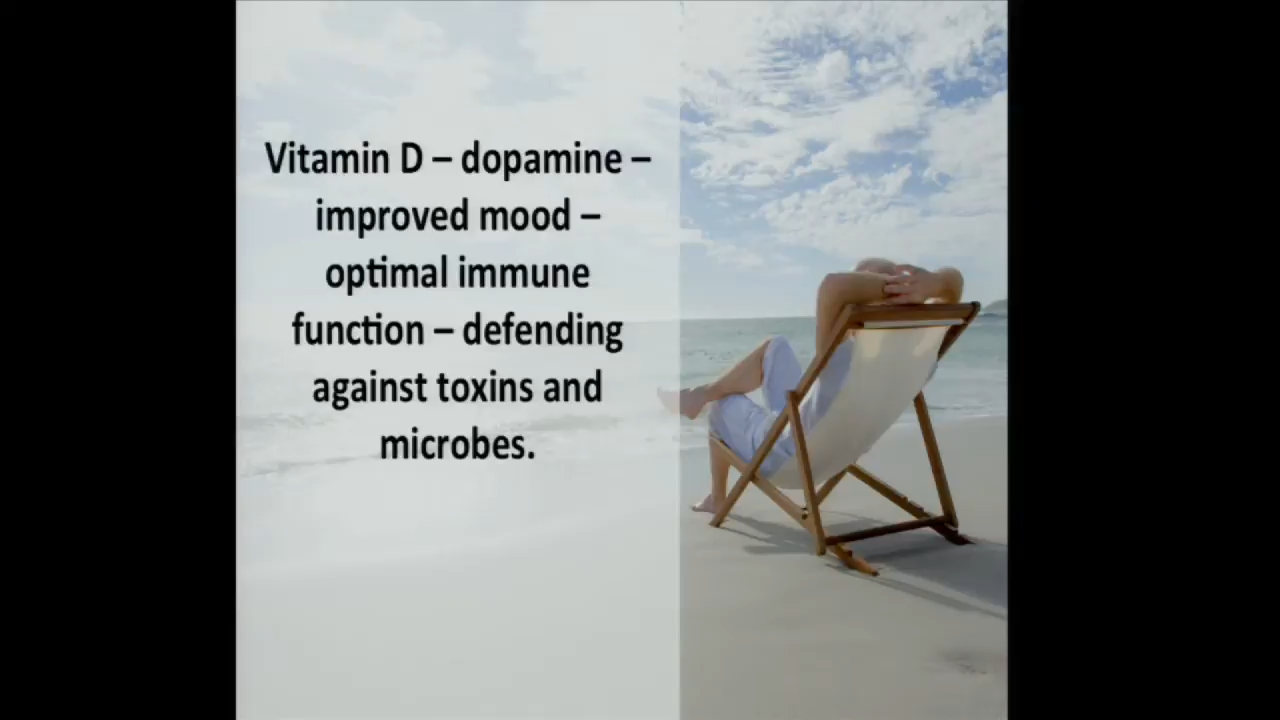 Vitamin D – dopamine –
improved mood –
optimal immune
function – defending
against toxins and
microbes.